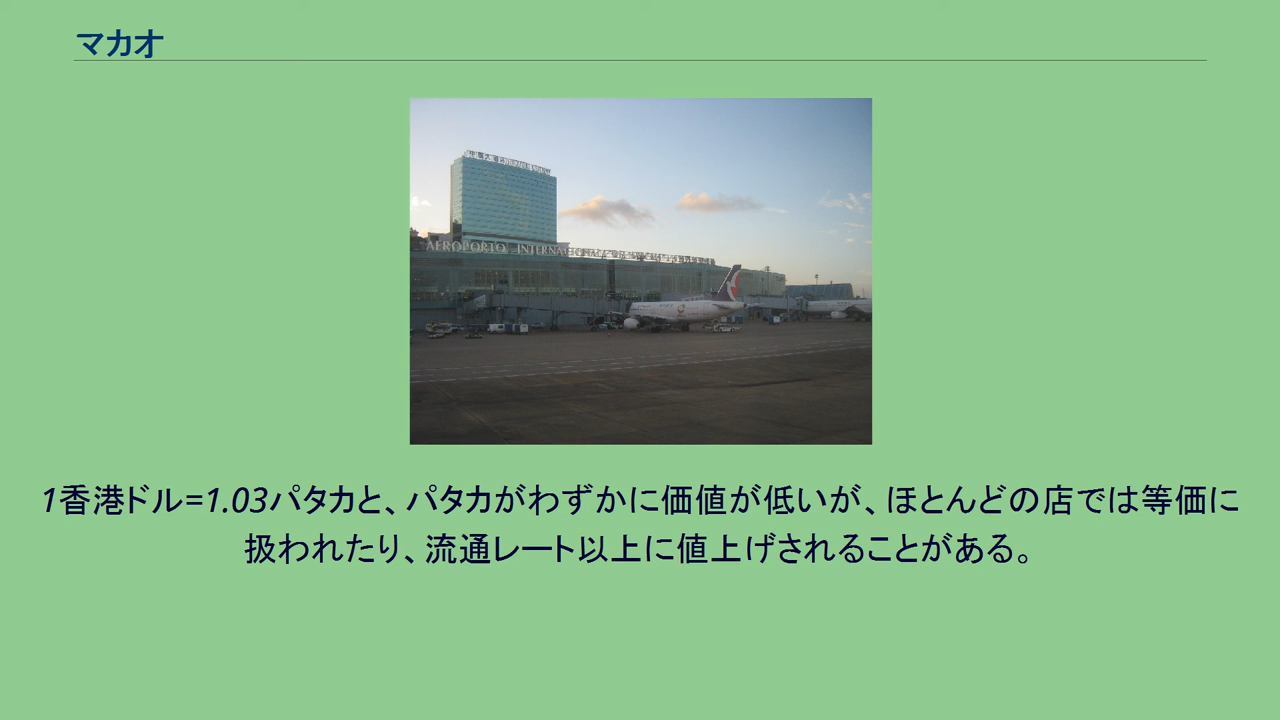 マカオ
AEROPORTO INTERNACIONAL
1香港ドル=1.03パタカと、パタカがわずかに価値が低いが、ほとんどの店では等価に
扱われたり、流通レート以上に値上げされることがある。